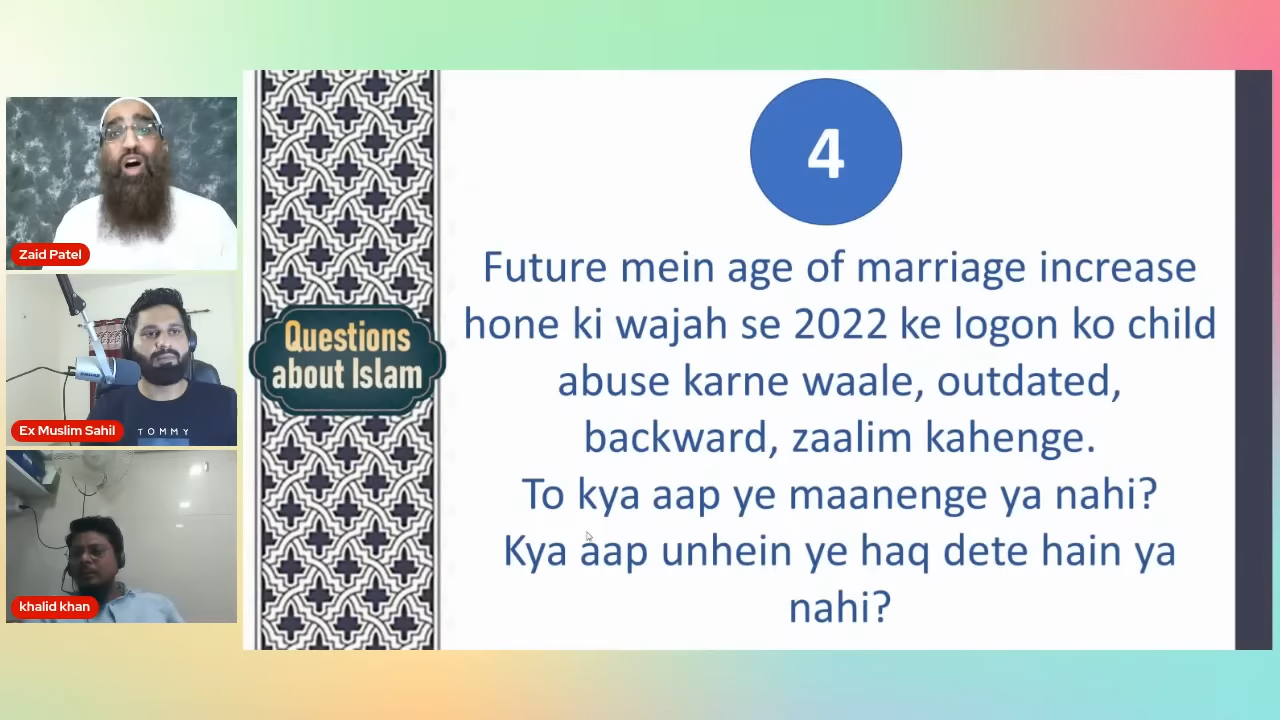 Zaid Patel
Ex Muslim Sahil
TOMMY
khalid khan
Questions
about Islam
4
Future mein age of marriage increase
hone ki wajah se 2022 ke logon ko child
abuse karne waale, outdated,
backward, zaalim kahenge.
To kya aap ye maanenge ya nahi?
Kya aap unhein ye haq dete hain ya
nahi?